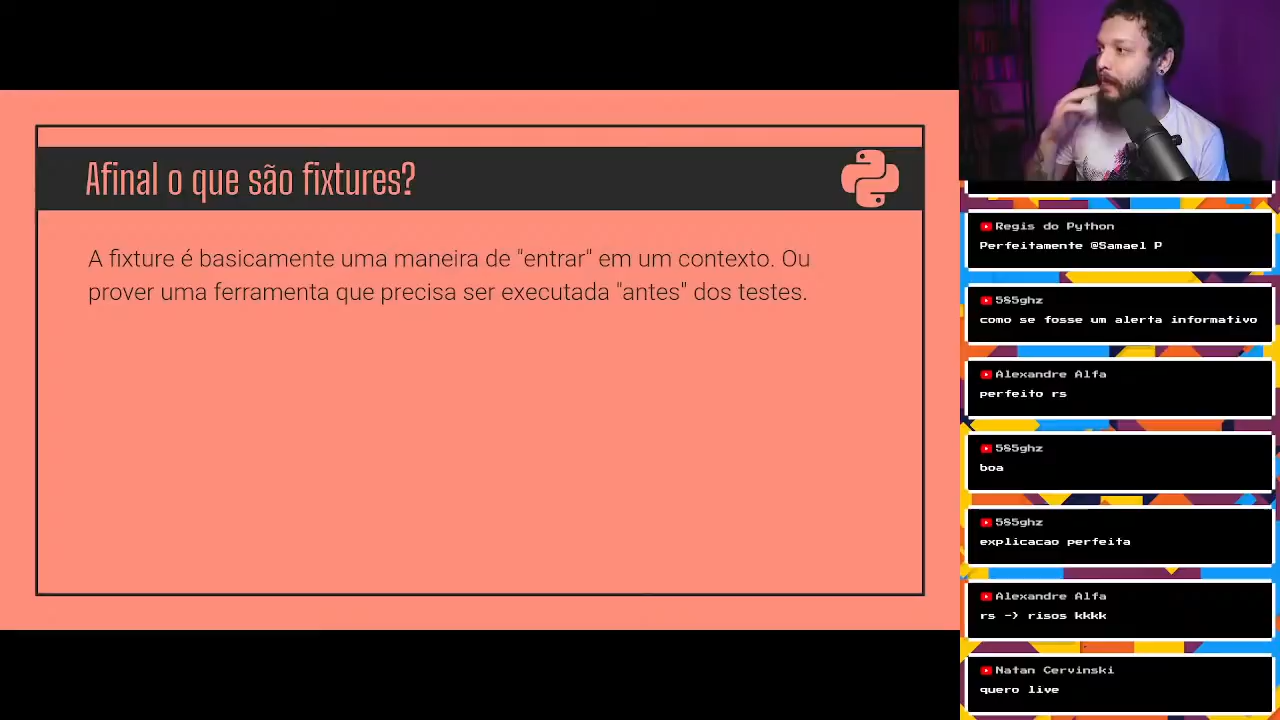 Afinal o que são fixtures?
A fixture é basicamente uma maneira de "entrar" em um contexto. Ou
prover uma ferramenta que precisa ser executada "antes" dos testes.
Regis do Python
Perfeitamente @Samael P
585ghz
como se fosse um alerta informativo
Alexandre Alfa
perfeito rs
585ghz
boa
585ghz
explicacao perfeita
Alexandre Alfa
rs -> risos kkkk
Natan Cervinski
quero live